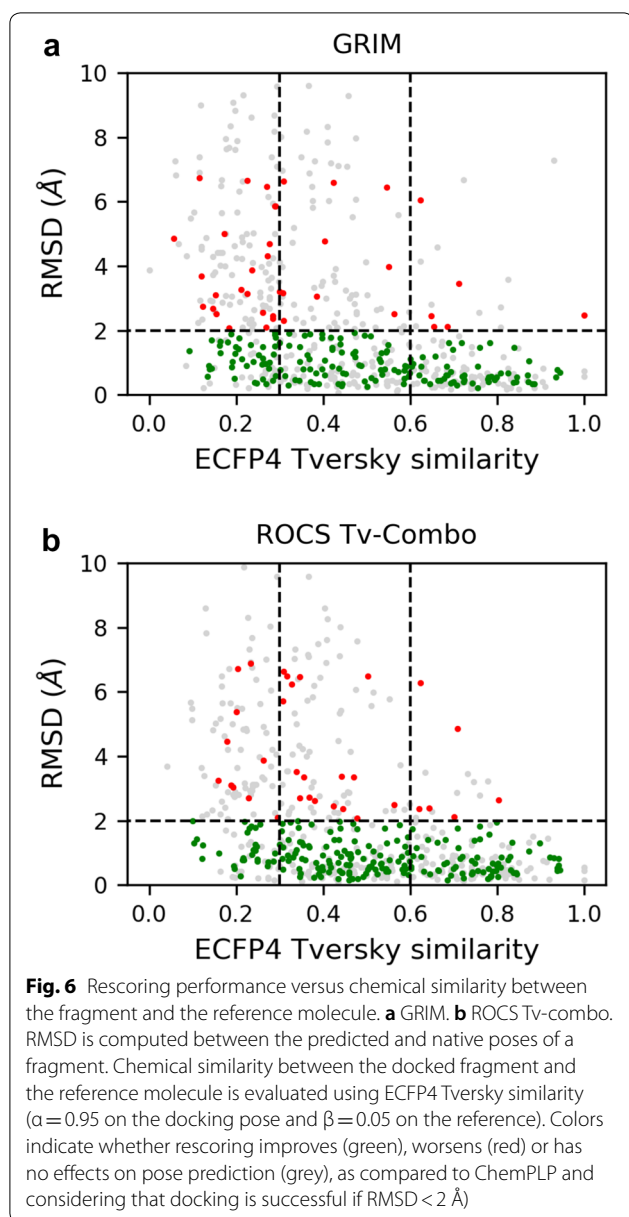 a
GRIM
RMSD (Å)
10
8
6
4
2
0
0.0 0.2 0.4 0.6 0.8 1.0
ECFP4 Tversky similarity
b
ROCS Tv-Combo
RMSD (Å)
10
8
6
4
2
0
0.0 0.2 0.4 0.6 0.8 1.0
ECFP4 Tversky similarity
Fig. 6 Rescoring performance versus chemical similarity between
the fragment and the reference molecule. a GRIM. b ROCS Tv-combo.
RMSD is computed between the predicted and native poses of a
fragment. Chemical similarity between the docked fragment and
the reference molecule is evaluated using ECFP4 Tversky similarity
(α = 0.95 on the docking pose and β = 0.05 on the reference). Colors
indicate whether rescoring improves (green), worsens (red) or has
no effects on pose prediction (grey), as compared to ChemPLP and
considering that docking is successful if RMSD < 2 Å)